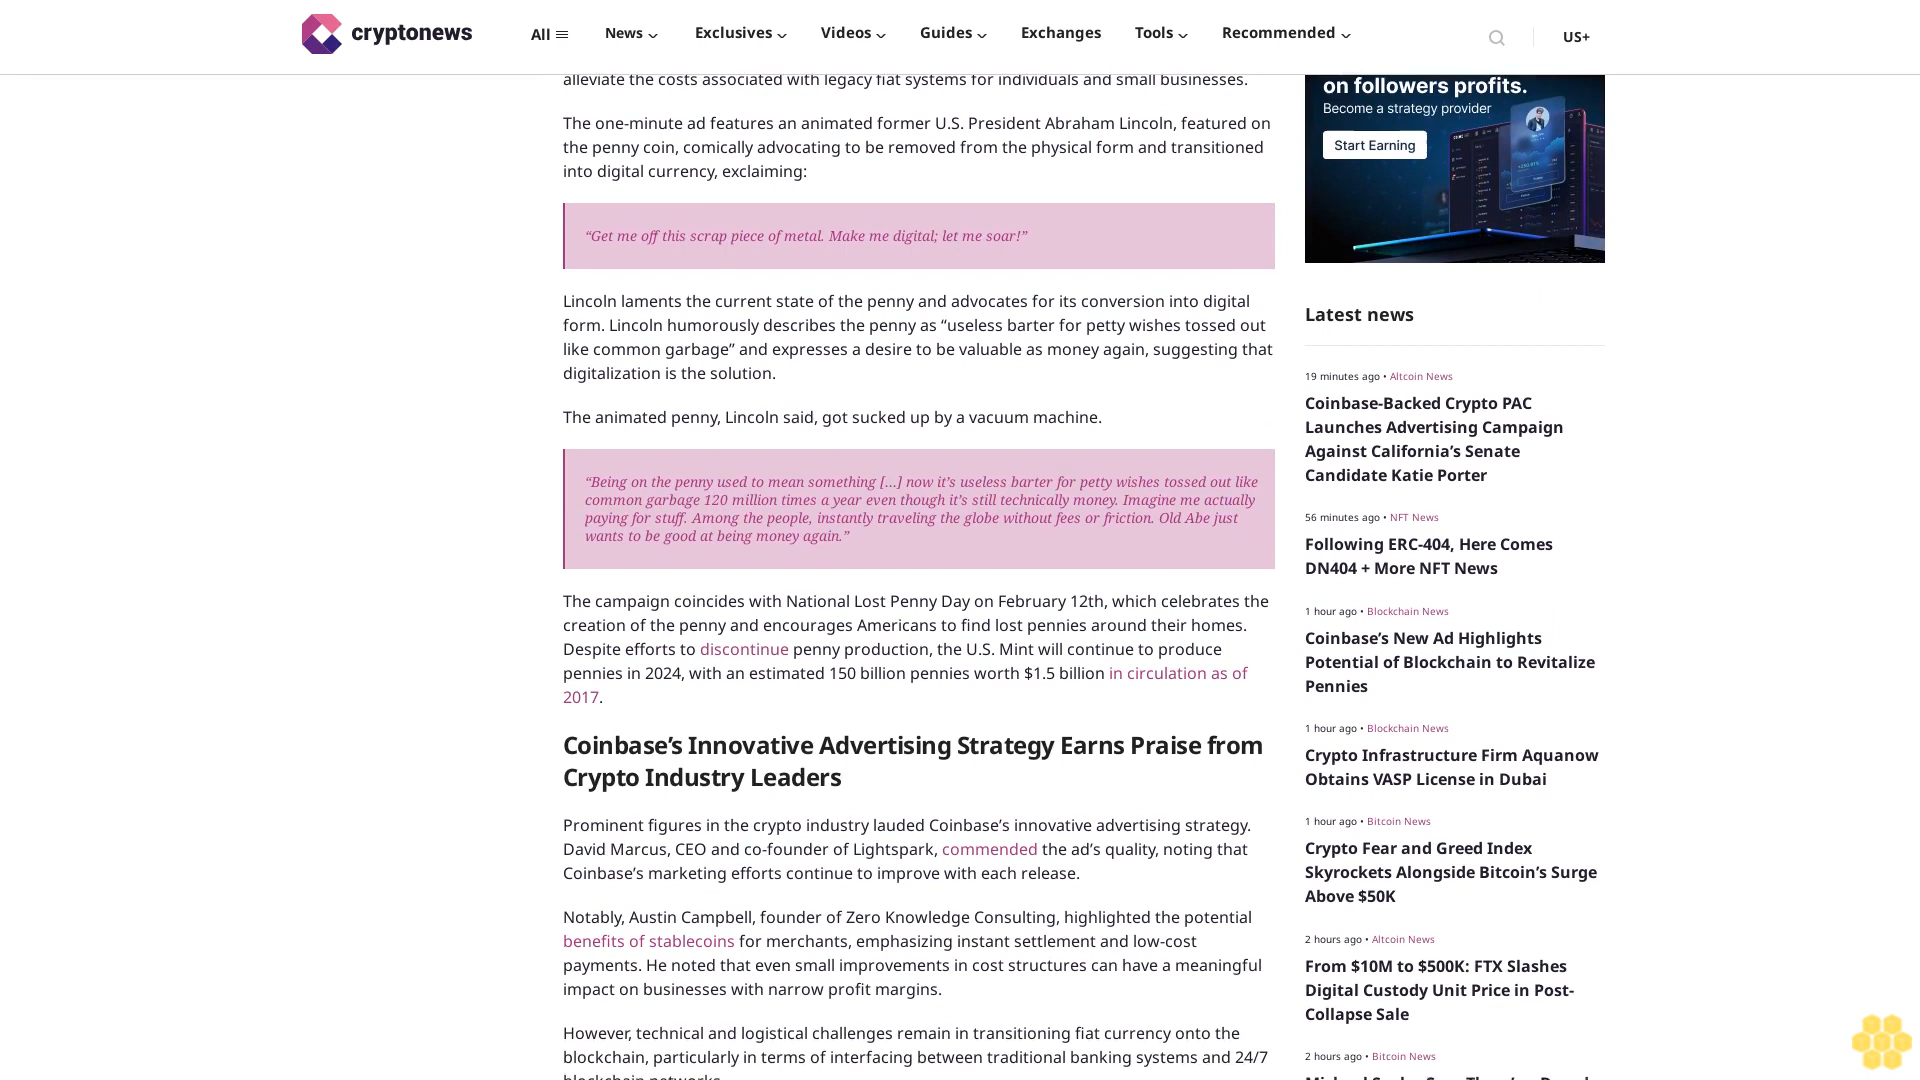 cryptonews
All
News
Exclusives
Videos
Guides
Exchanges
Tools
Recommended
US+
alleviate the costs associated with legacy fiat systems for individuals and small businesses.
The one-minute ad features an animated former U.S. President Abraham Lincoln, featured on
the penny coin, comically advocating to be removed from the physical form and transitioned
into digital currency, exclaiming:
“Get me off this scrap piece of metal. Make me digital; let me soar!”
Lincoln laments the current state of the penny and advocates for its conversion into digital
form. Lincoln humorously describes the penny as “useless barter for petty wishes tossed out
like common garbage” and expresses a desire to be valuable as money again, suggesting that
digitalization is the solution.
The animated penny, Lincoln said, got sucked up by a vacuum machine.
“Being on the penny used to mean something […] now it’s useless barter for petty wishes tossed out like
common garbage 120 million times a year even though it’s still technically money. Imagine me actually
paying for stuff. Among the people, instantly traveling the globe without fees or friction. Old Abe just
wants to be good at being money again.”
The campaign coincides with National Lost Penny Day on February 12th, which celebrates the
creation of the penny and encourages Americans to find lost pennies around their homes.
Despite efforts to discontinue penny production, the U.S. Mint will continue to produce
pennies in 2024, with an estimated 150 billion pennies worth $1.5 billion in circulation as of
2017.
Coinbase’s Innovative Advertising Strategy Earns Praise from
Crypto Industry Leaders
Prominent figures in the crypto industry lauded Coinbase’s innovative advertising strategy.
David Marcus, CEO and co-founder of Lightspark, commended the ad’s quality, noting that
Coinbase’s marketing efforts continue to improve with each release.
Notably, Austin Campbell, founder of Zero Knowledge Consulting, highlighted the potential
benefits of stablecoins for merchants, emphasizing instant settlement and low-cost
payments. He noted that even small improvements in cost structures can have a meaningful
impact on businesses with narrow profit margins.
However, technical and logistical challenges remain in transitioning fiat currency onto the
blockchain, particularly in terms of interfacing between traditional banking systems and 24/7
blockchain networks.
on followers profits.
Become a strategy provider
Start Earning
Latest news
19 minutes ago • Altcoin News
Coinbase-Backed Crypto PAC
Launches Advertising Campaign
Against California’s Senate
Candidate Katie Porter
56 minutes ago • NFT News
Following ERC-404, Here Comes
DN404 + More NFT News
1 hour ago • Blockchain News
Coinbase’s New Ad Highlights
Potential of Blockchain to Revitalize
Pennies
1 hour ago • Blockchain News
Crypto Infrastructure Firm Aquanow
Obtains VASP License in Dubai
1 hour ago • Bitcoin News
Crypto Fear and Greed Index
Skyrockets Alongside Bitcoin’s Surge
Above $50K
2 hours ago • Altcoin News
From $10M to $500K: FTX Slashes
Digital Custody Unit Price in Post-
Collapse Sale
2 hours ago • Bitcoin News